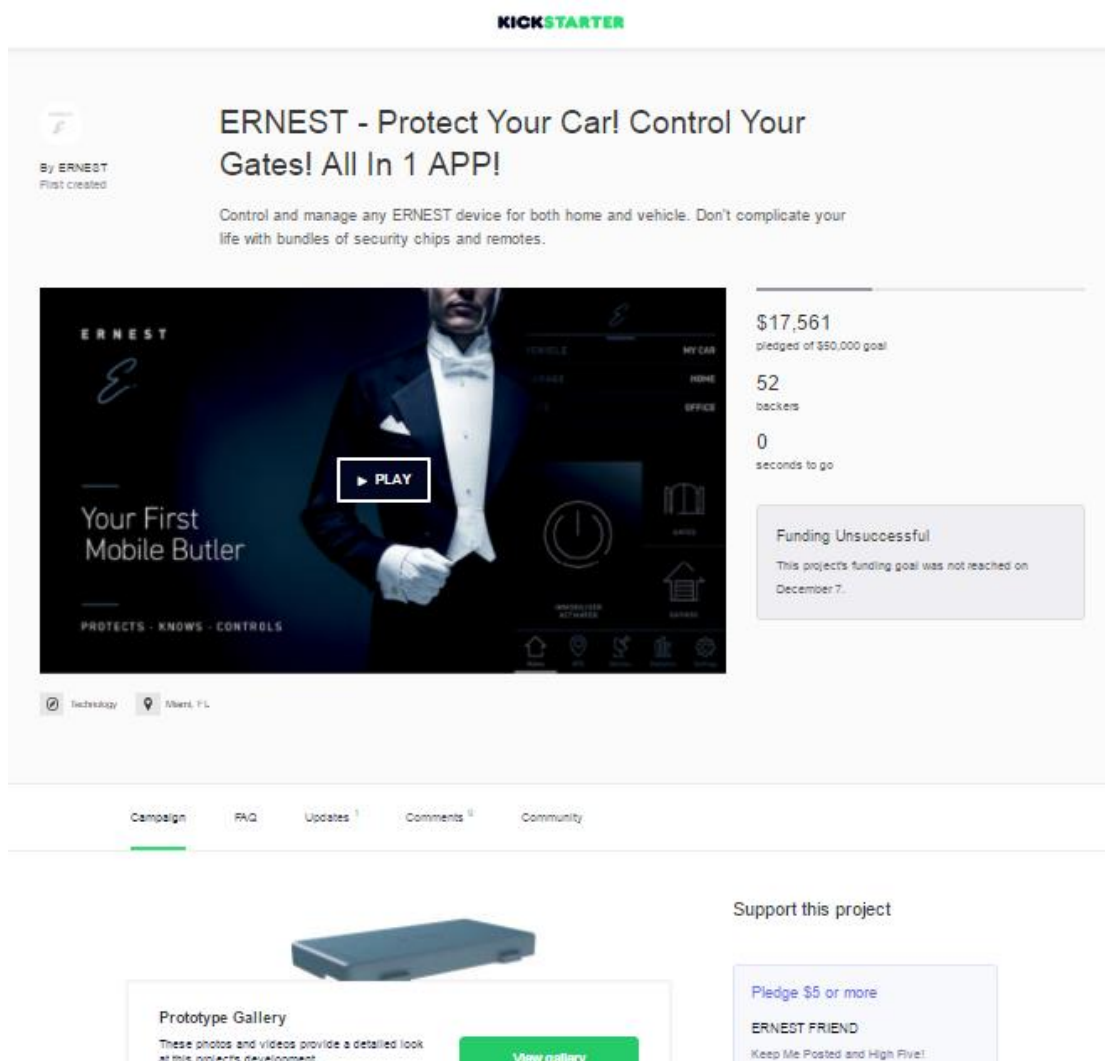 KICKSTARTER
By ERNEST
First created
ERNEST - Protect Your Car! Control Your
Gates! All In 1 APP!
Control and manage any ERNEST device for both home and vehicle. Don't complicate your
life with bundles of security chips and remotes.
ERNEST
E.
Your First
Mobile Butler
PROTECTS - KNOWS - CONTROLS
▶ PLAY
VEHICLE MY CAR
GARAGE HOME
OFFICE
GATES
IMMOBILISER
ACTIVATED
$17,561
pledged of $50,000 goal
52
backers
0
seconds to go
Funding Unsuccessful
This project's funding goal was not reached on
December 7.
Technology Miami, FL
Campaign FAQ Updates 1 Comments Community
Support this project
Prototype Gallery
These photos and videos provide a detailed look
at this project's development.
View gallery
Pledge $5 or more
ERNEST FRIEND
Keep Me Posted and High Five!